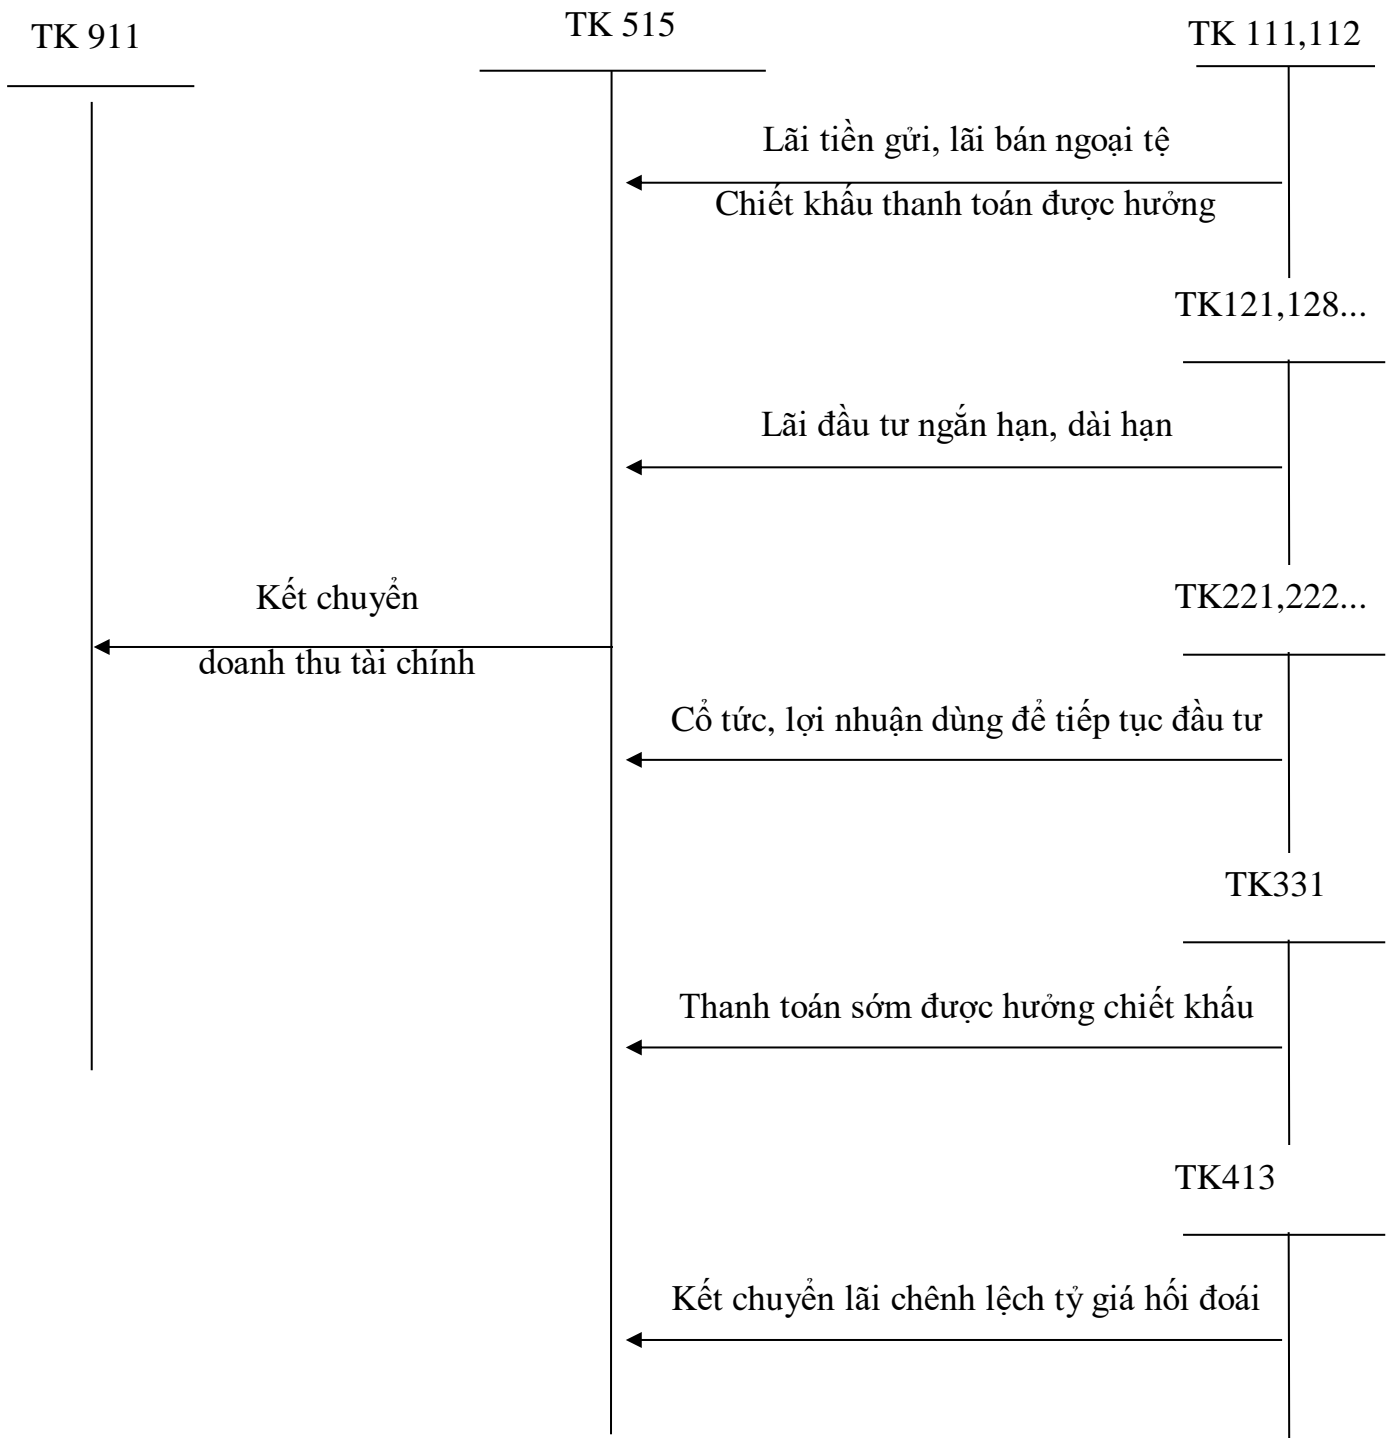 TK 911
TK 515
TK 111,112
Lãi tiền gửi, lãi bán ngoại tệ
Chiết khấu thanh toán được hưởng
TK121,128...
Lãi đầu tư ngắn hạn, dài hạn
Kết chuyển
doanh thu tài chính
TK221,222...
Cổ tức, lợi nhuận dùng để tiếp tục đầu tư
TK331
Thanh toán sớm được hưởng chiết khấu
TK413
Kết chuyển lãi chênh lệch tỷ giá hối đoái